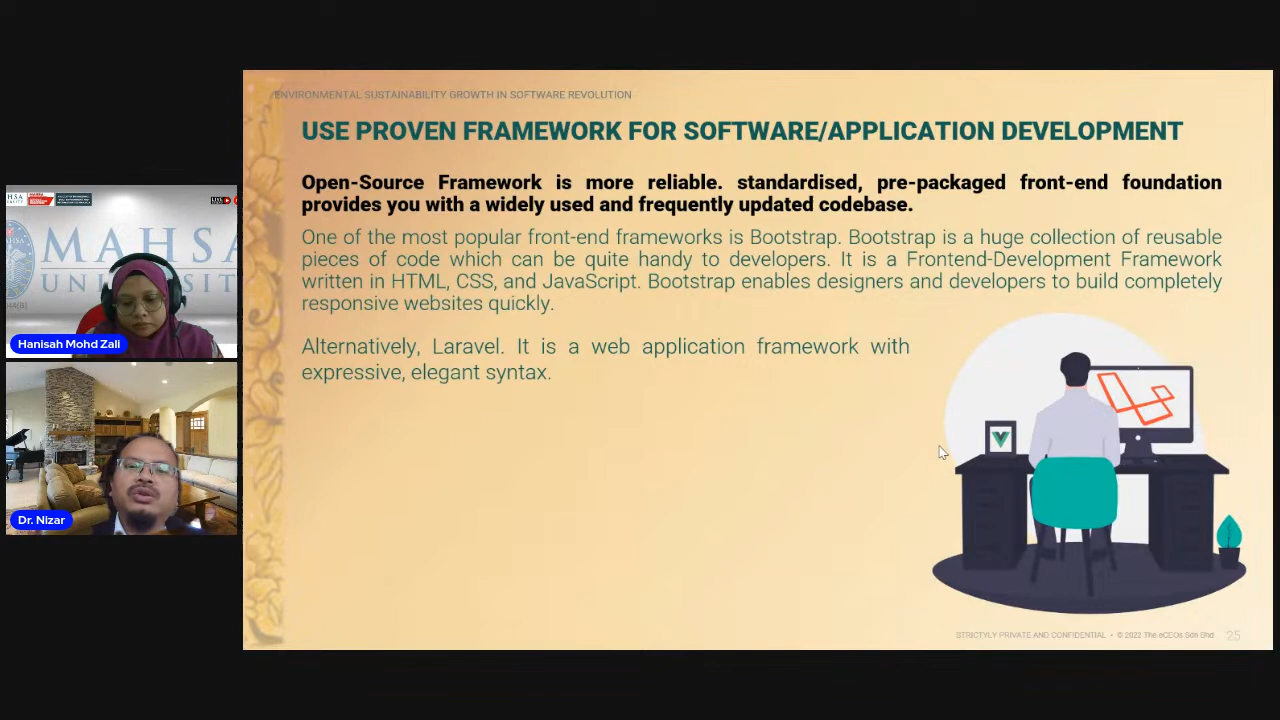 ENVIRONMENTAL SUSTAINABILITY GROWTH IN SOFTWARE REVOLUTION
USE PROVEN FRAMEWORK FOR SOFTWARE/APPLICATION DEVELOPMENT
Open-Source Framework is more reliable. standardised, pre-packaged front-end foundation
provides you with a widely used and frequently updated codebase.
One of the most popular front-end frameworks is Bootstrap. Bootstrap is a huge collection of reusable
pieces of code which can be quite handy to developers. It is a Frontend-Development Framework
written in HTML, CSS, and JavaScript. Bootstrap enables designers and developers to build completely
responsive websites quickly.
Alternatively, Laravel. It is a web application framework with
expressive, elegant syntax.
STRICTYLY PRIVATE AND CONFIDENTIAL • © 2022 The eCEOs Sdn Bhd 25
LIVE
MAHSA
UNIVERSIT
Hanisah Mohd Zali
Dr. Nizar